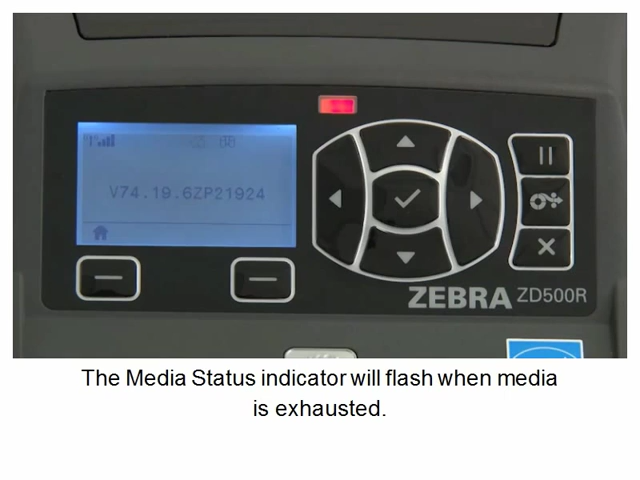 V74.19.6ZP21924
ZEBRA ZD500R
The Media Status indicator will flash when media
is exhausted.